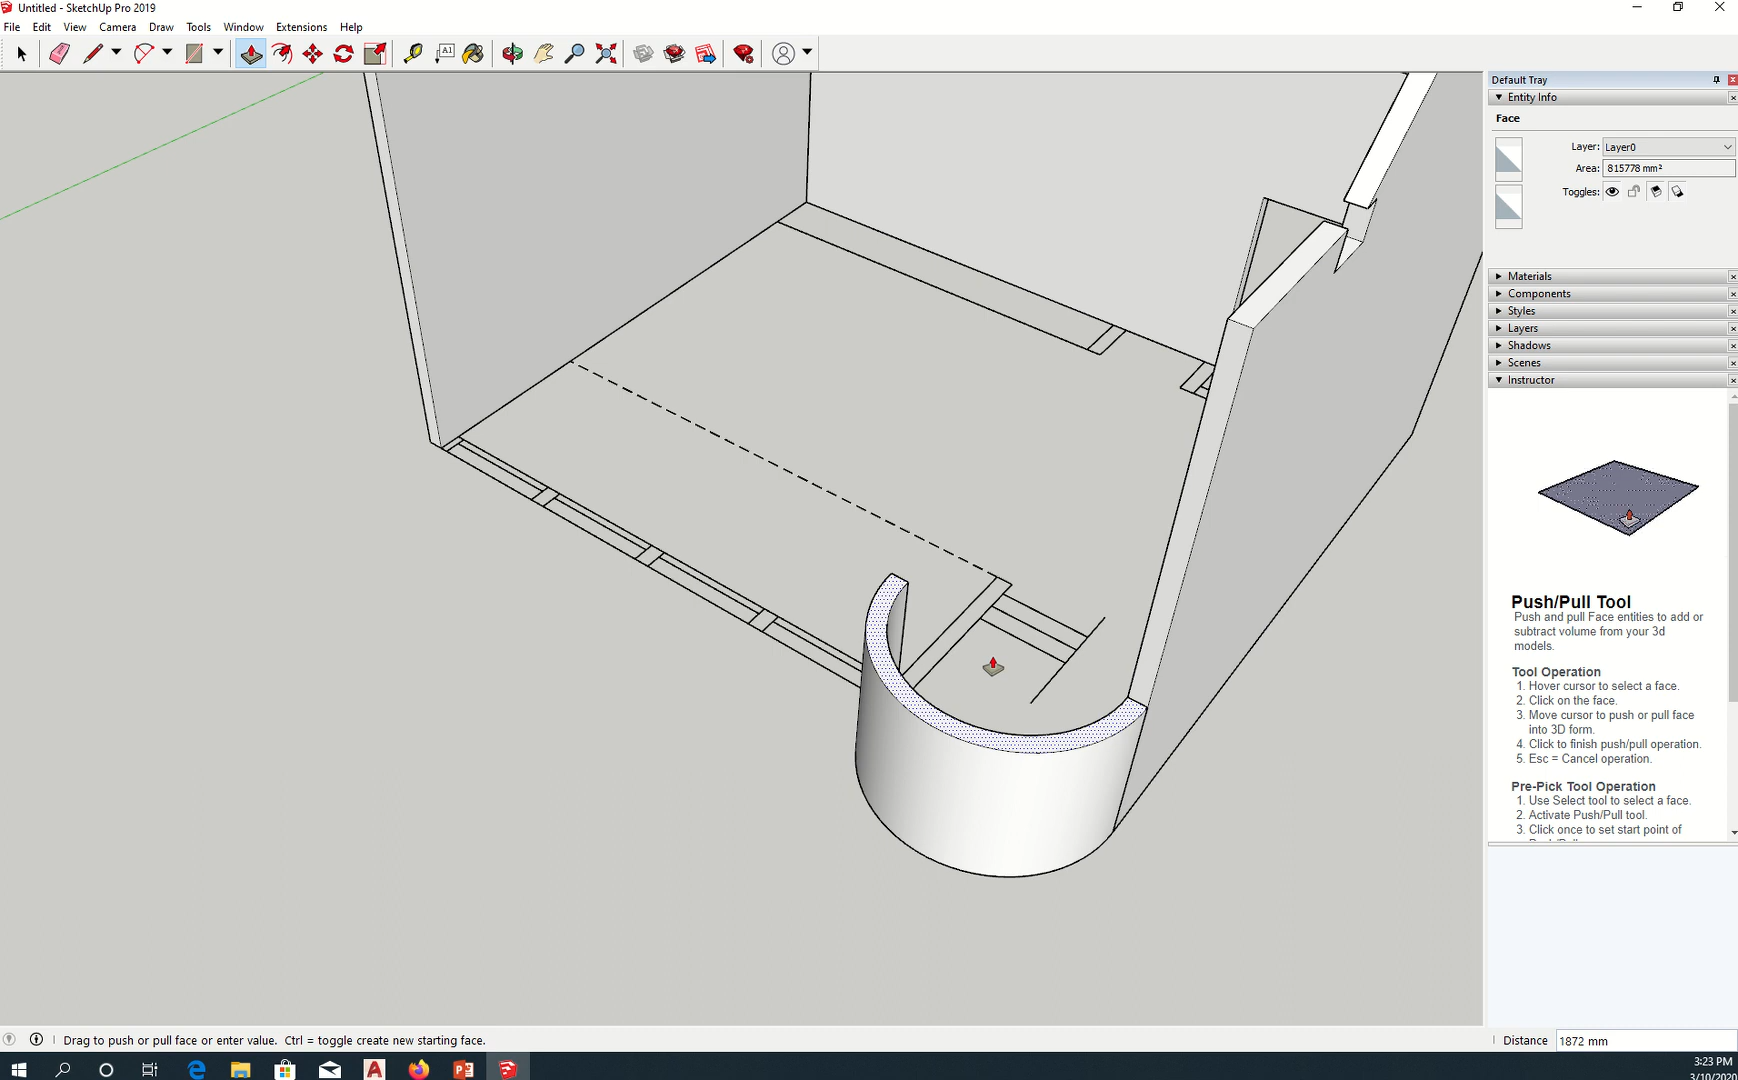 Untitled - SketchUp Pro 2019
File Edit View Camera Draw Tools Window Extensions Help
A1
Default Tray
Entity Info
Face
Layer: Layer0
Area: 815778 mm²
Toggles:
Materials
Components
Styles
Layers
Shadows
Scenes
Instructor
Push/Pull Tool
Push and pull Face entities to add or
subtract volume from your 3d
models.
Tool Operation
1. Hover cursor to select a face.
2. Click on the face.
3. Move cursor to push or pull face
into 3D form.
4. Click to finish push/pull operation.
5. Esc = Cancel operation.
Pre-Pick Tool Operation
1. Use Select tool to select a face.
2. Activate Push/Pull tool.
3. Click once to set start point of
Drag to push or pull face or enter value. Ctrl = toggle create new starting face.
Distance 1872 mm
3:23 PM
3/10/2020